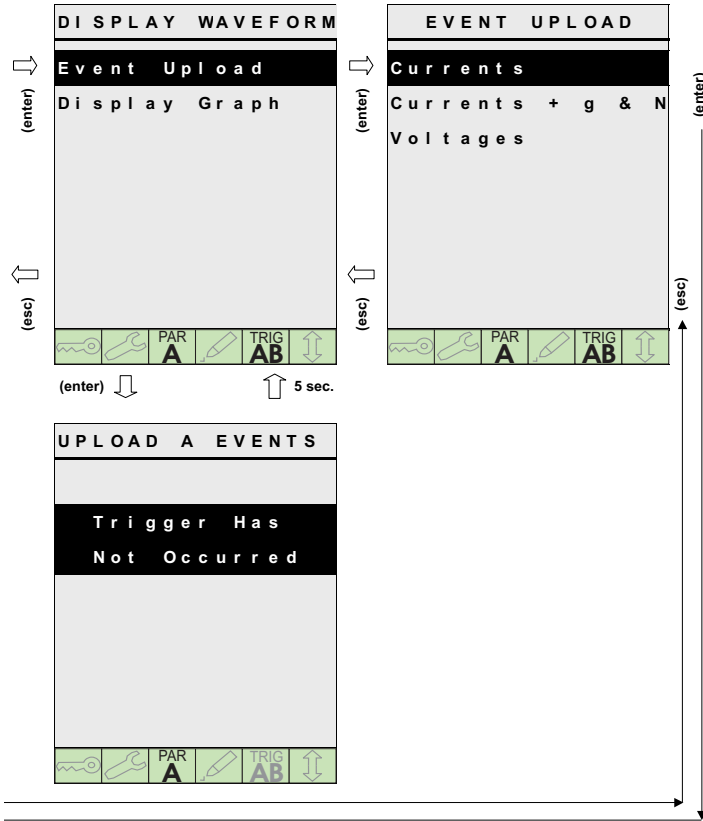 DISPLAY WAVEFORM
Event Upload
Display Graph
(enter)
(esc)
PAR
A
TRIG
AB
EVENT UPLOAD
Currents
Currents + g & N
Voltages
(enter)
(esc)
PAR
A
TRIG
AB
(enter)
(esc)
(enter)
5 sec.
UPLOAD A EVENTS
Trigger Has
Not Occurred
PAR
A
TRIG
AB